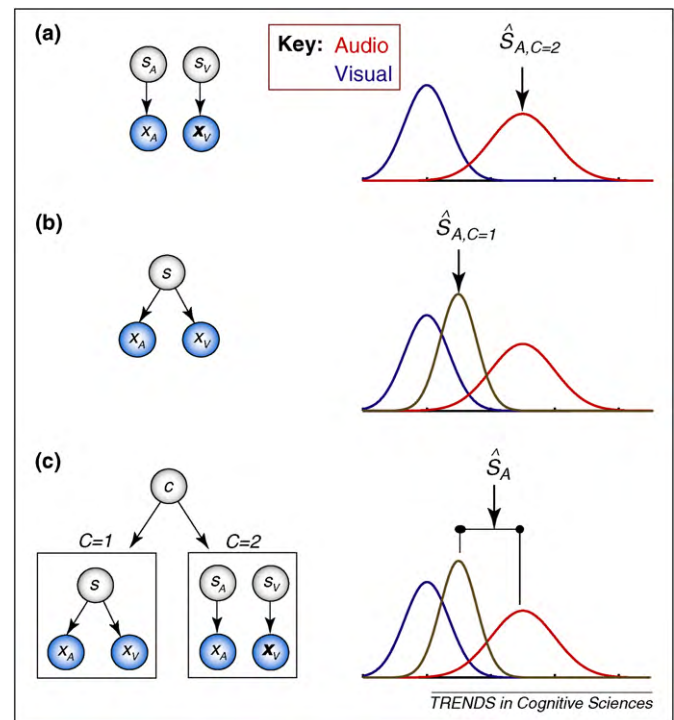 (a)
S_A S_V
X_A X_V
Key: Audio
Visual
Ŝ_A,C=2
(b)
S
X_A X_V
Ŝ_A,C=1
(c)
C
C=1 C=2
S S_A S_V
X_A X_V X_A X_V
Ŝ_A
TRENDS in Cognitive Sciences